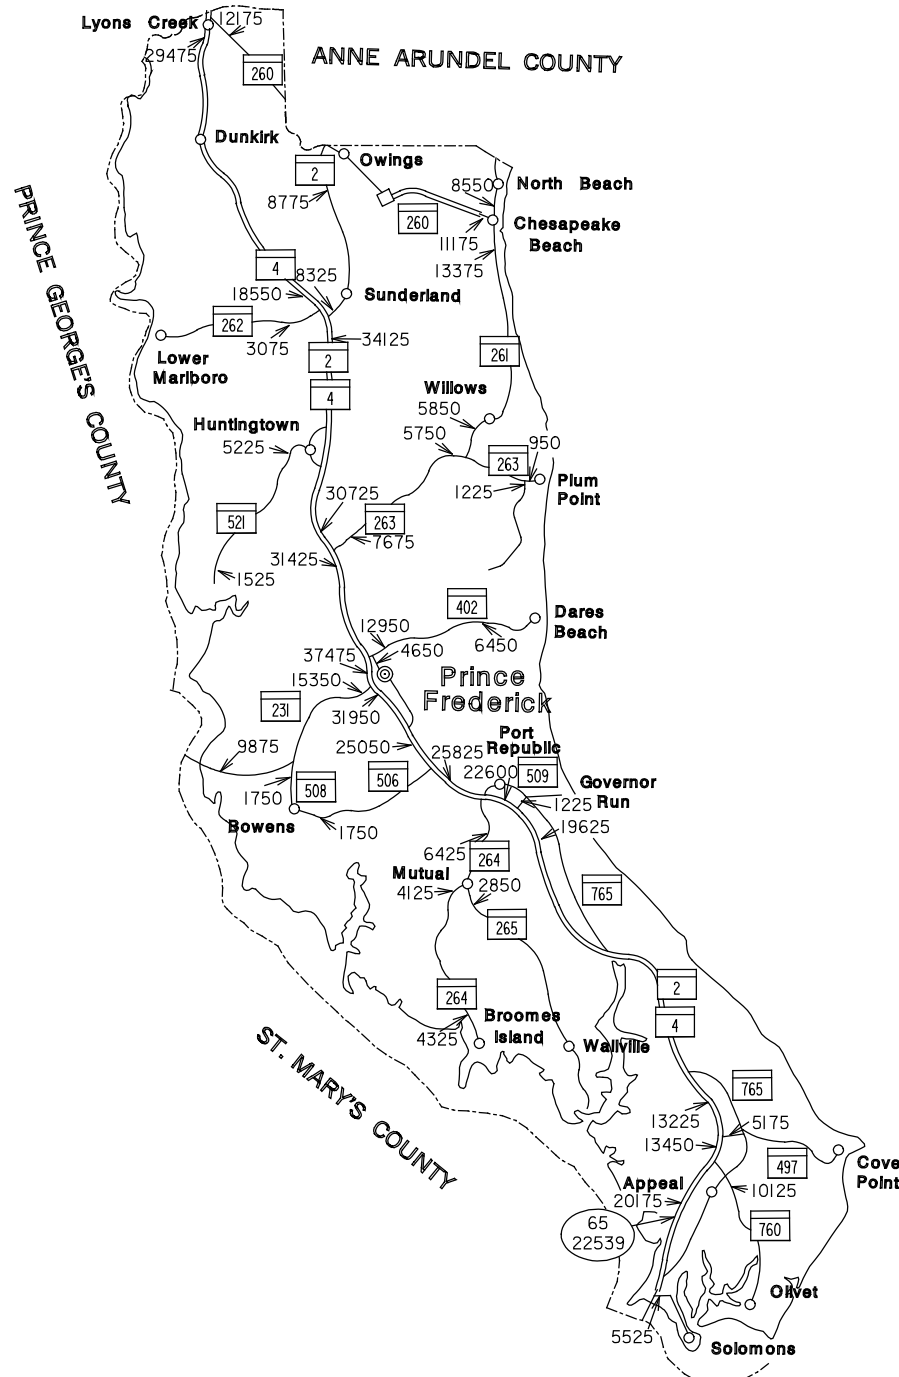 Lyons Creek
12175
29475
260
ANNE ARUNDEL COUNTY
Dunkirk
Owings
2
8775
8550
North Beach
260
Chesapeake
Beach
11175
13375
PRINCE GEORGE'S COUNTY
4
8325
18550
Sunderland
262
3075
34125
Lower
Marlboro
2
261
4
Willows
5850
Huntingtown
5225
5750
950
263
1225
Plum
Point
30725
521
263
7675
31425
1525
402
Dares
Beach
12950
4650
6450
37475
15350
Prince
Frederick
231
31950
25050
25825
Port
Republic
9875
22600
509
Governor
Run
506
508
1750
1225
Bowens
1750
19625
6425
264
Mutual
4125
2850
765
265
264
2
Broomes
Island
4325
4
Wallville
ST. MARY'S COUNTY
765
13225
5175
13450
497
Cove
Point
Appeal
20175
10125
65
22539
760
Olivet
5525
Solomons